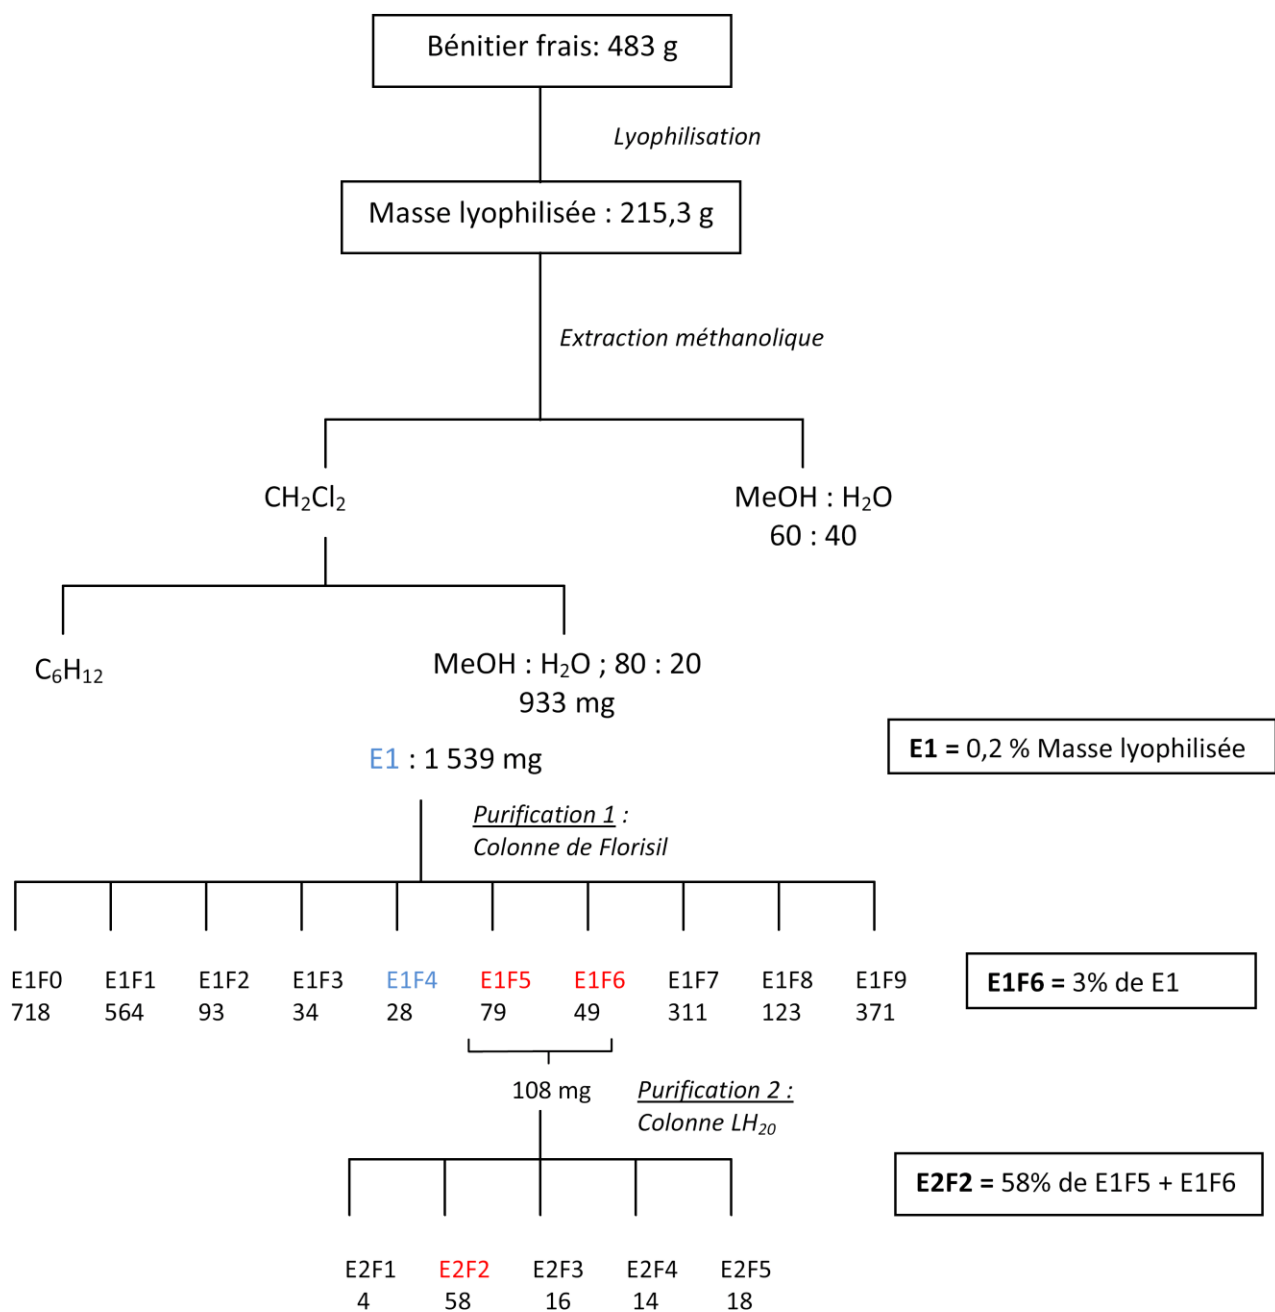 Bénitier frais: 483 g
Lyophilisation
Masse lyophilisée : 215,3 g
Extraction méthanolique
CH₂Cl₂
MeOH : H₂O
60 : 40
C₆H₁₂
MeOH : H₂O ; 80 : 20
933 mg
E1 : 1 539 mg
E1 = 0,2 % Masse lyophilisée
Purification 1 :
Colonne de Florisil
E1F0 E1F1 E1F2 E1F3 E1F4 E1F5 E1F6 E1F7 E1F8 E1F9
718 564 93 34 28 79 49 311 123 371
E1F6 = 3% de E1
108 mg
Purification 2 :
Colonne LH₂₀
E2F2 = 58% de E1F5 + E1F6
E2F1 E2F2 E2F3 E2F4 E2F5
4 58 16 14 18